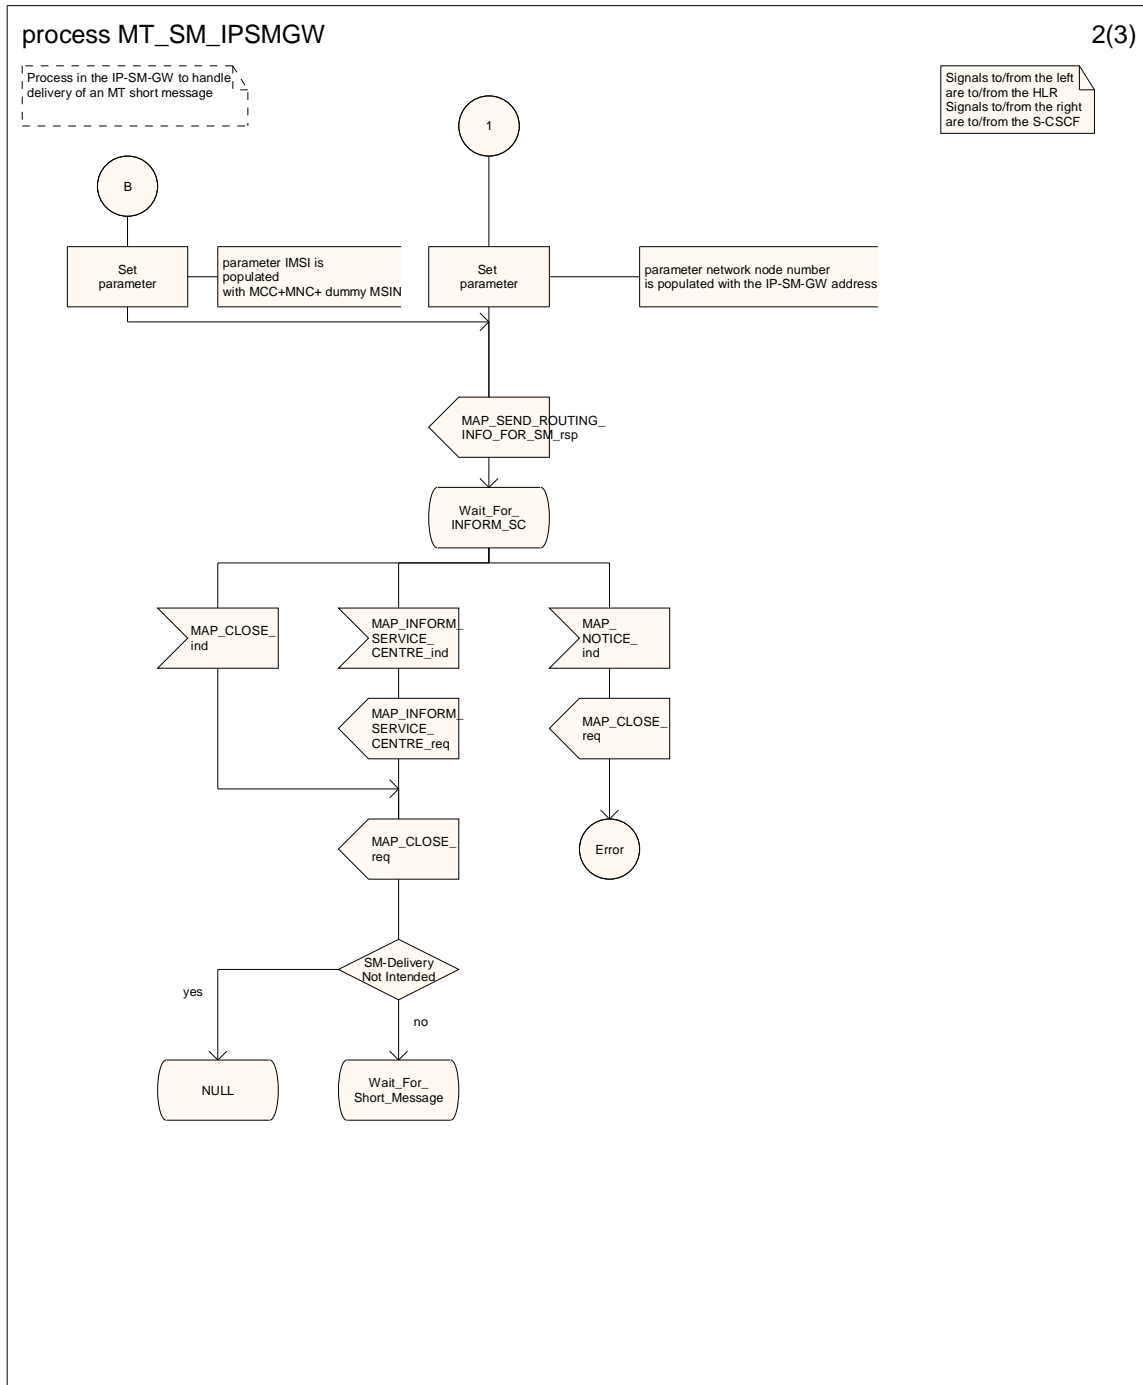 process MT_SM_IPSMGW
2(3)
Process in the IP-SM-GW to handle
delivery of an MT short message
Signals to/from the left
are to/from the HLR
Signals to/from the right
are to/from the S-CSCF
1
B
Set
parameter
parameter IMSI is
populated
with MCC+MNC+ dummy MSIN
Set
parameter
parameter network node number
is populated with the IP-SM-GW address
MAP_SEND_ROUTING_
INFO_FOR_SM_rsp
Wait_For_
INFORM_SC
MAP_CLOSE_
ind
MAP_INFORM_
SERVICE_
CENTRE_ind
MAP_
NOTICE_
ind
MAP_INFORM_
SERVICE_
CENTRE_req
MAP_CLOSE_
req
MAP_CLOSE_
req
Error
SM-Delivery
Not Intended
yes
no
NULL
Wait_For_
Short_Message